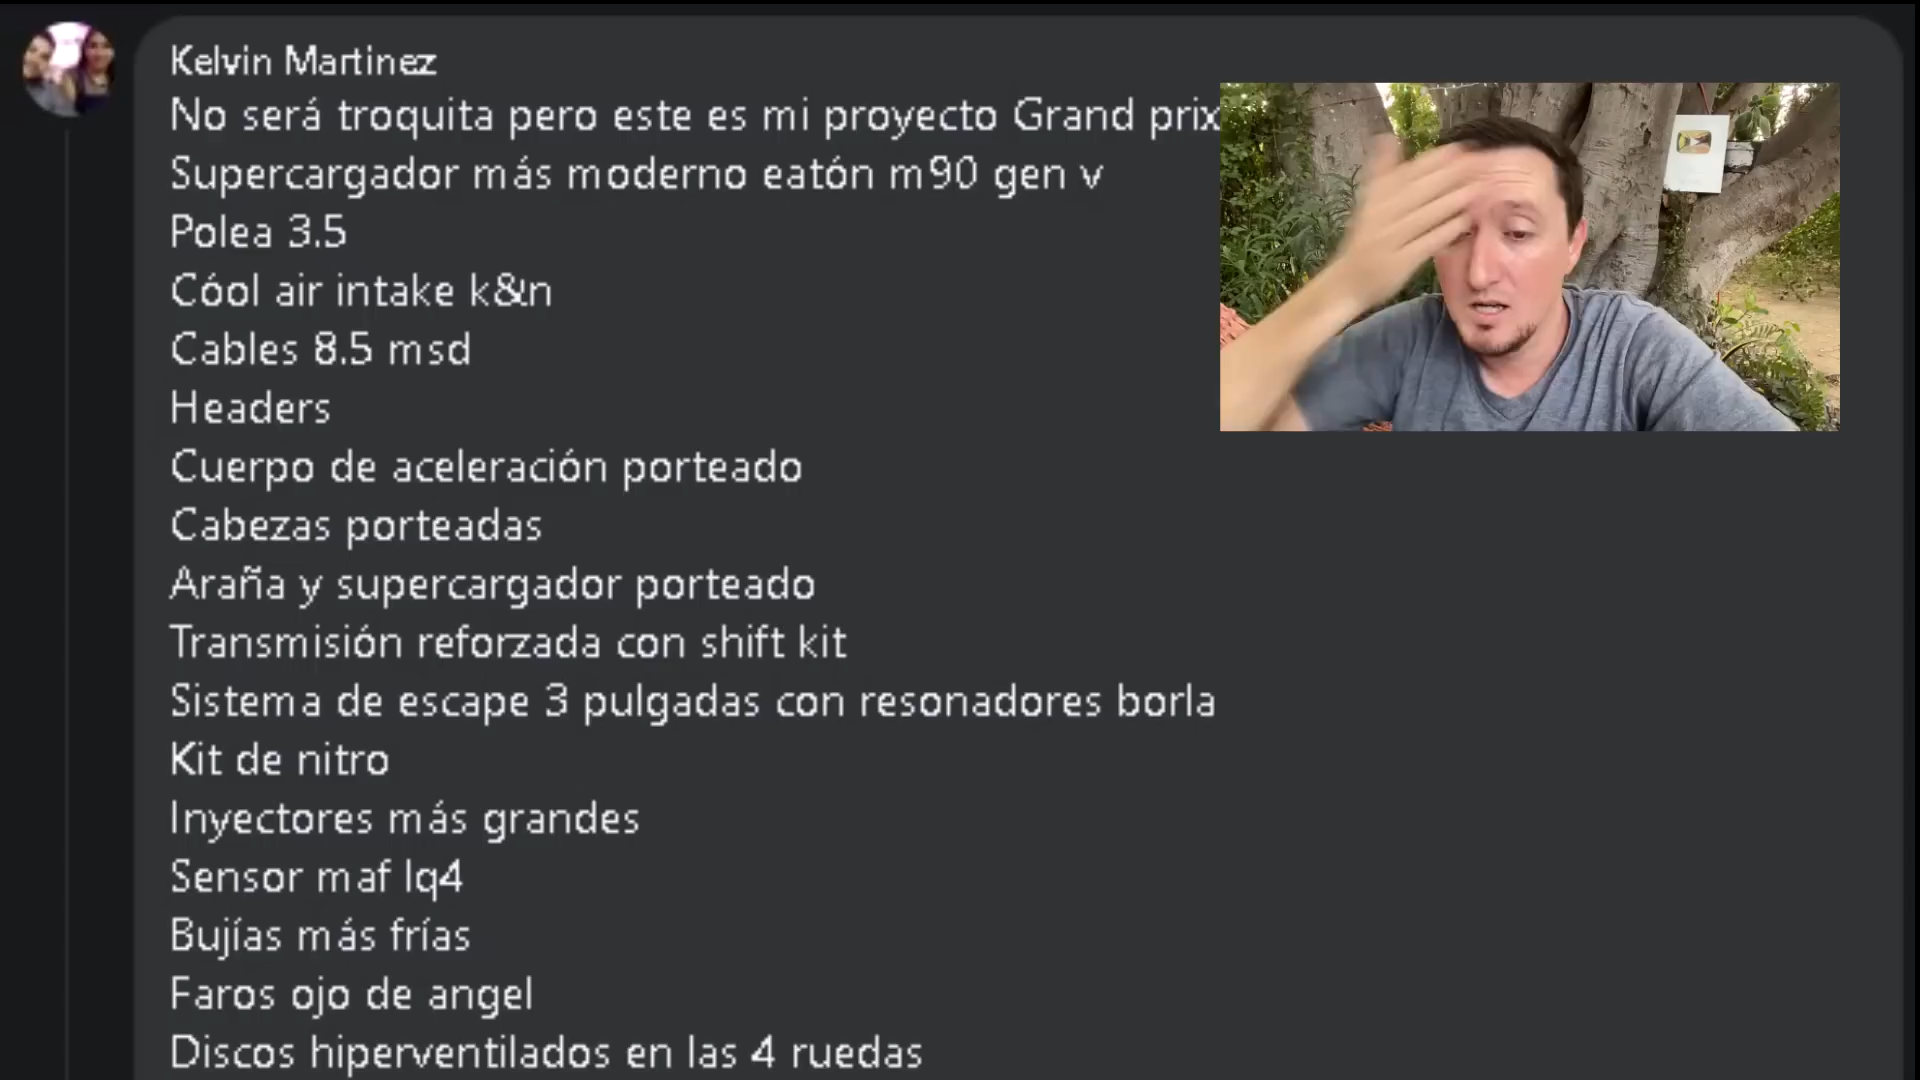 Kelvin Martinez
No será troquita pero este es mi proyecto Grand prix
Supercargador más moderno eatón m90 gen v
Polea 3.5
Cóol air intake k&n
Cables 8.5 msd
Headers
Cuerpo de aceleración porteado
Cabezas porteadas
Araña y supercargador porteado
Transmisión reforzada con shift kit
Sistema de escape 3 pulgadas con resonadores borla
Kit de nitro
Inyectores más grandes
Sensor maf lq4
Bujías más frías
Faros ojo de angel
Discos hiperventilados en las 4 ruedas